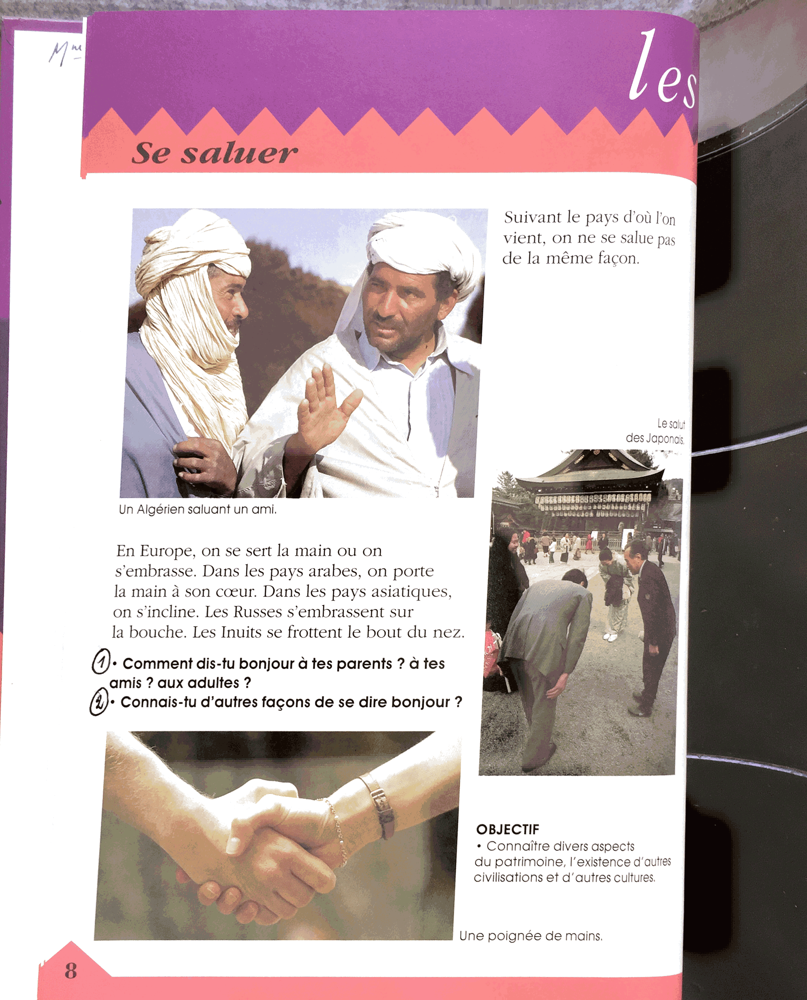 Mme
les
Se saluer
Suivant le pays d'où l'on
vient, on ne se salue pas
de la même façon.
Un Algérien saluant un ami.
Le salut
des Japonais.
En Europe, on se sert la main ou on
s'embrasse. Dans les pays arabes, on porte
la main à son cœur. Dans les pays asiatiques,
on s'incline. Les Russes s'embrassent sur
la bouche. Les Inuits se frottent le bout du nez.
1 • Comment dis-tu bonjour à tes parents ? à tes
amis ? aux adultes ?
2 • Connais-tu d'autres façons de se dire bonjour ?
OBJECTIF
• Connaître divers aspects
du patrimoine, l'existence d'autres
civilisations et d'autres cultures.
Une poignée de mains.
8